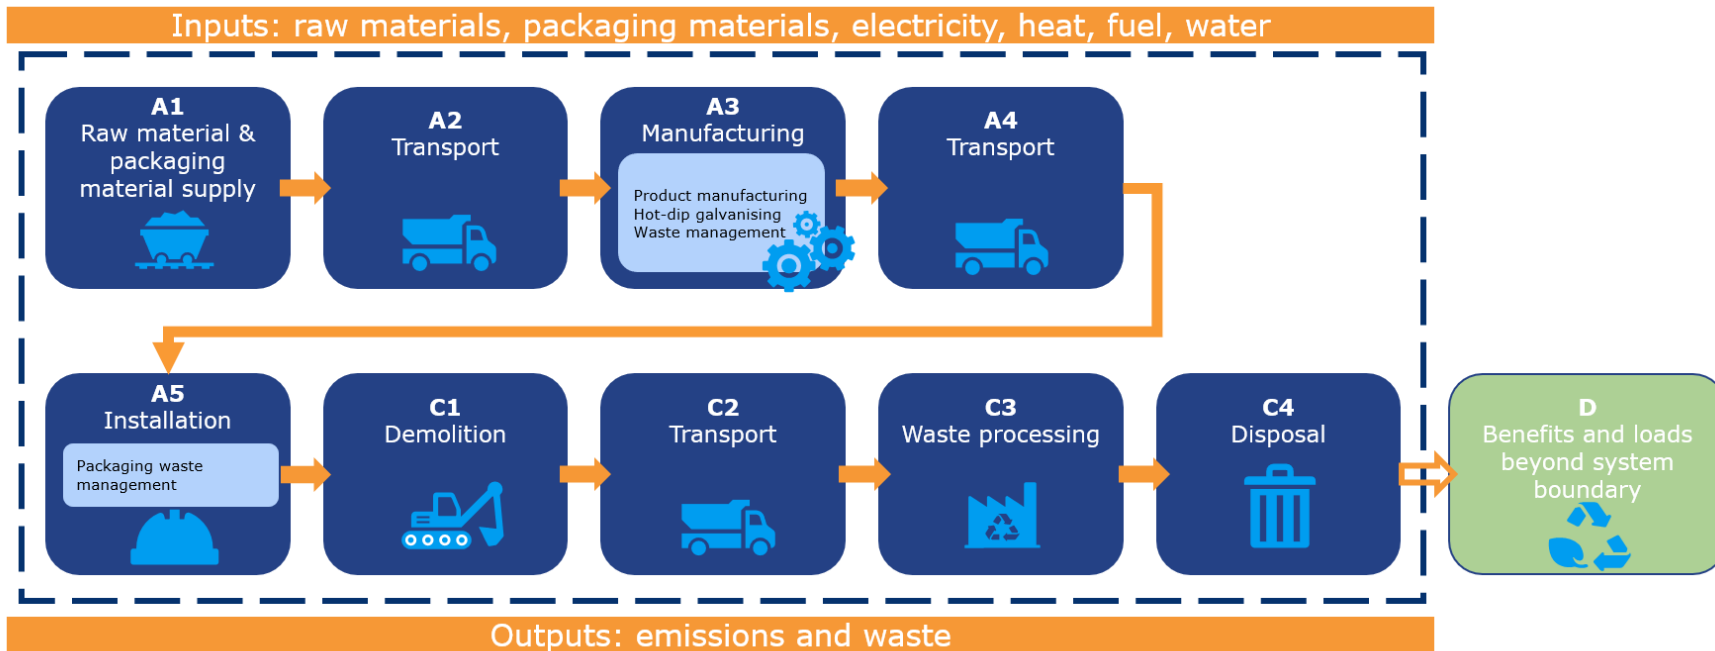 Inputs: raw materials, packaging materials, electricity, heat, fuel, water
A1
Raw material &
packaging
material supply
A2
Transport
A3
Manufacturing
Product manufacturing
Hot-dip galvanising
Waste management
A4
Transport
A5
Installation
Packaging waste
management
C1
Demolition
C2
Transport
C3
Waste processing
C4
Disposal
D
Benefits and loads
beyond system
boundary
Outputs: emissions and waste